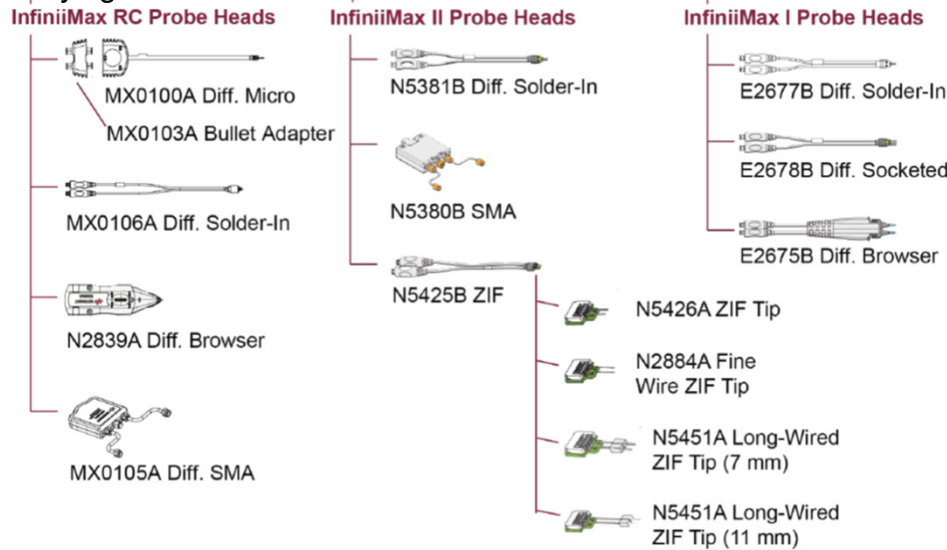 InfiniiMax RC Probe Heads
MX0100A Diff. Micro
MX0103A Bullet Adapter
MX0106A Diff. Solder-In
N2839A Diff. Browser
MX0105A Diff. SMA
InfiniiMax II Probe Heads
N5381B Diff. Solder-In
N5380B SMA
N5425B ZIF
N5426A ZIF Tip
N2884A Fine
Wire ZIF Tip
N5451A Long-Wired
ZIF Tip (7 mm)
N5451A Long-Wired
ZIF Tip (11 mm)
InfiniiMax I Probe Heads
E2677B Diff. Solder-In
E2678B Diff. Socketed
E2675B Diff. Browser